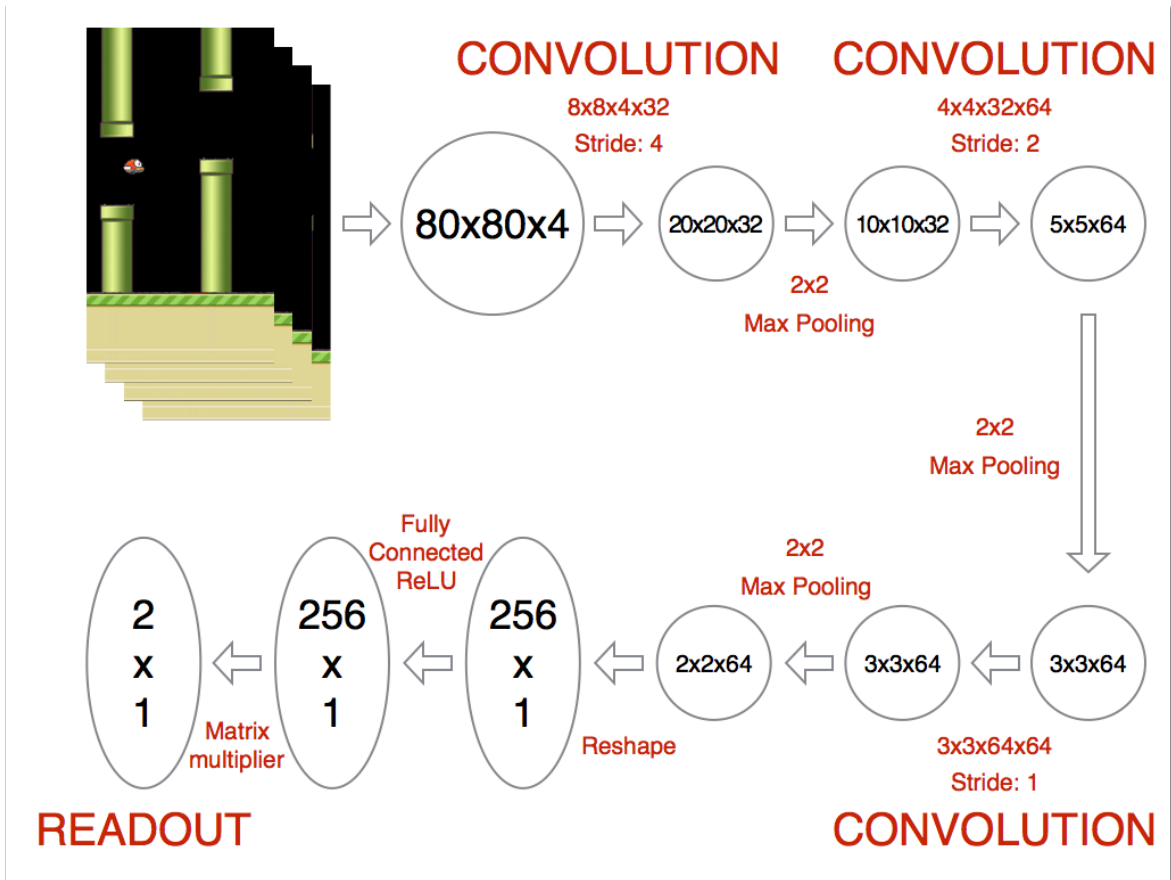 CONVOLUTION
8x8x4x32
Stride: 4
CONVOLUTION
4x4x32x64
Stride: 2
80x80x4
20x20x32
10x10x32
5x5x64
2x2
Max Pooling
2x2
Max Pooling
2x2
Max Pooling
3x3x64
3x3x64
2x2x64
3x3x64x64
Stride: 1
CONVOLUTION
Reshape
256
x
1
Fully
Connected
ReLU
256
x
1
Matrix
multiplier
2
x
1
READOUT